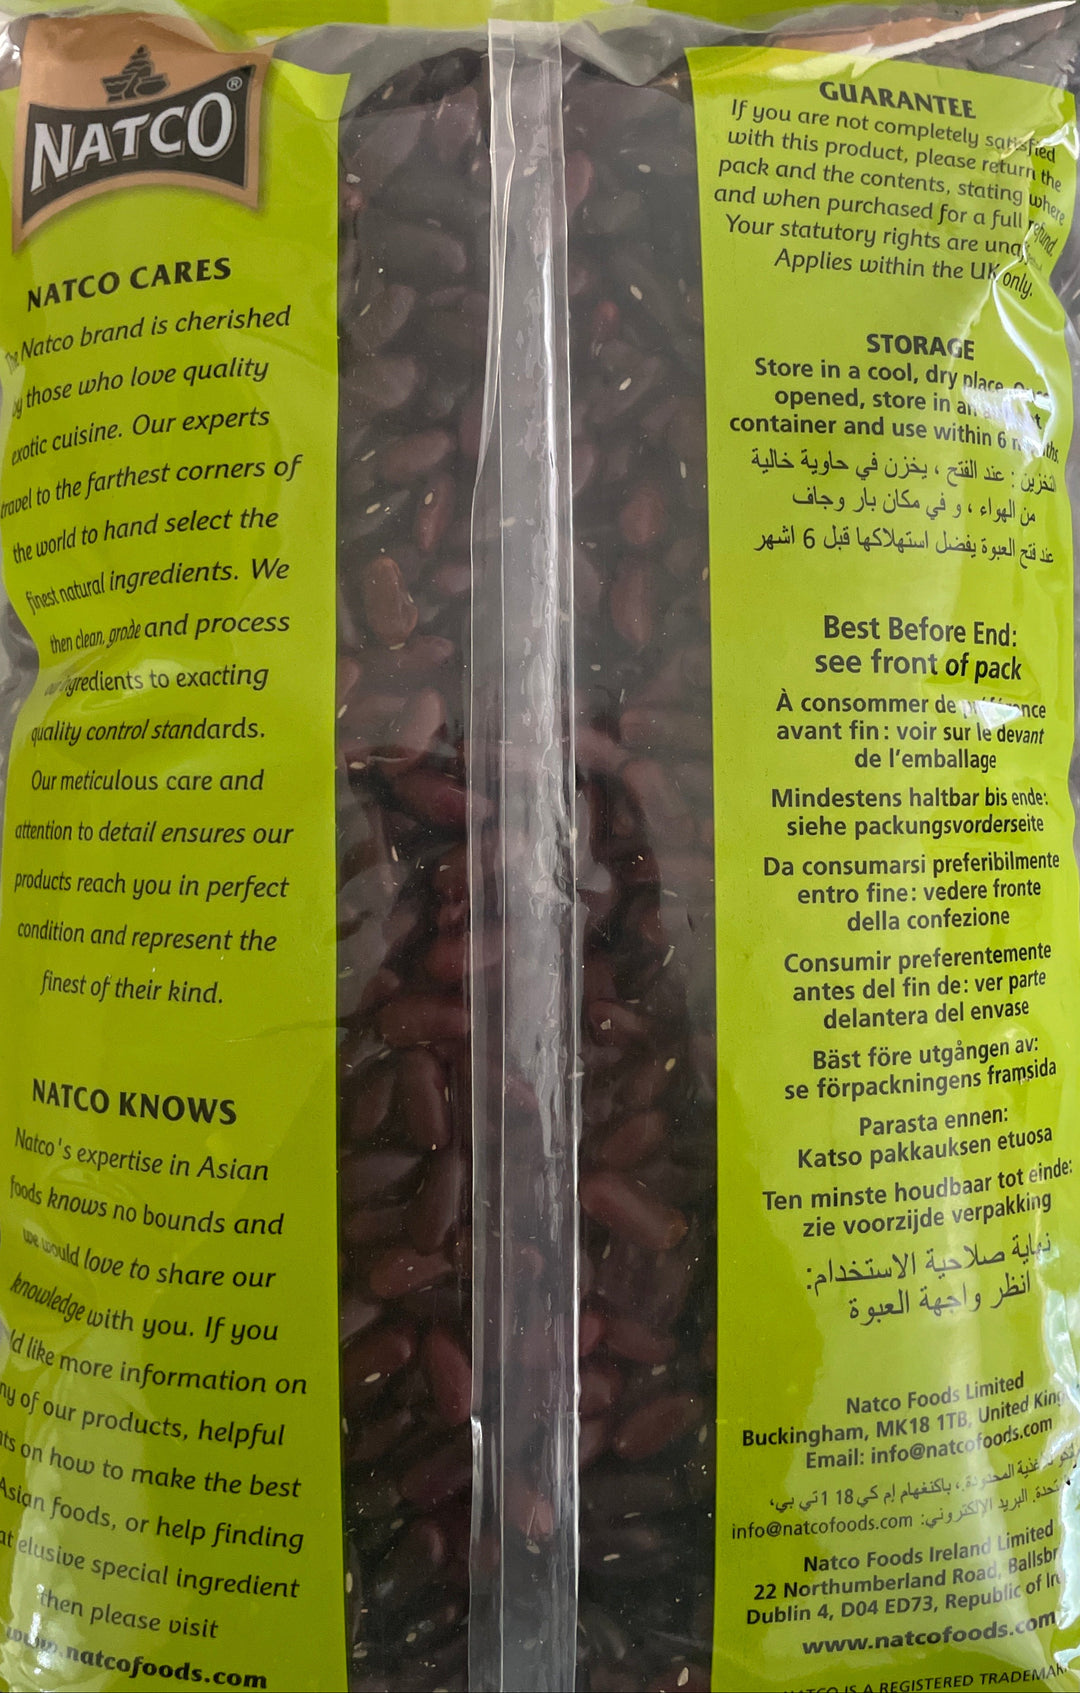 NATCO®
NATCO CARES
The Natco brand is cherished
by those who love quality
exotic cuisine. Our experts
travel to the farthest corners of
the world to hand select the
finest natural ingredients. We
then clean, grade and process
our ingredients to exacting
quality control standards.
Our meticulous care and
attention to detail ensures our
products reach you in perfect
condition and represent the
finest of their kind.
NATCO KNOWS
Natco's expertise in Asian
foods knows no bounds and
we would love to share our
knowledge with you. If you
like more information on
of our products, helpful
on how to make the best
Asian foods, or help finding
elusive special ingredient
then please visit
www.natcofoods.com
GUARANTEE
If you are not completely satisfied
with this product, please return the
pack and the contents, stating where
and when purchased for a full refund.
Your statutory rights are
Applies within the UK only.
STORAGE
Store in a cool, dry place.
opened, store in
container and use within 6
التخزين : عند الفتح ، يخزن في حاوية خالية
من الهواء ، و في مكان بار وجاف
عند فتح العبوة يفضل استهلاكها قبل 6 اشهر
Best Before End:
see front of pack
À consommer de
avant fin: voir sur le devant
de l'emballage
Mindestens haltbar bis ende:
siehe packungsvorderseite
Da consumarsi preferibilmente
entro fine: vedere fronte
della confezione
Consumir preferentemente
antes del fin de: ver parte
delantera del envase
Bäst före utgången av:
se förpackningens framsida
Parasta ennen:
Katso pakkauksen etuosa
Ten minste houdbaar tot einde:
zie voorzijde verpakking
نهاية صلاحية الاستخدام:
انظر واجهة العبوة
Natco Foods Limited
Buckingham, MK18 1TB, United
Email: info@natcofoods.com
المحدودة ، باكنغهام إم كي 18 1تي بي،
البريد الإلكتروني: info@natcofoods.com
Natco Foods Ireland Limited
22 Northumberland Road,
Dublin 4, D04 ED73, Republic of
www.natcofoods.com
IS A REGISTERED